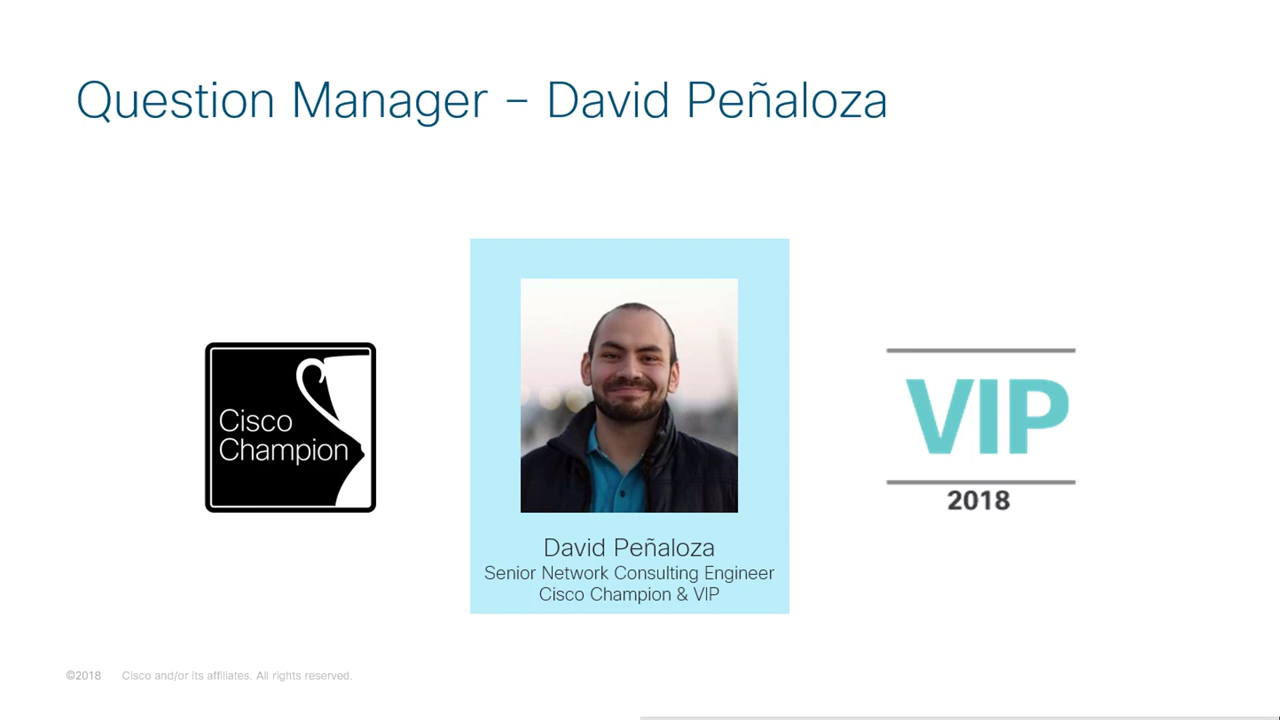 Question Manager – David Peñaloza
Cisco
Champion
VIP
2018
David Peñaloza
Senior Network Consulting Engineer
Cisco Champion & VIP
©2018 Cisco and/or its affiliates. All rights reserved.